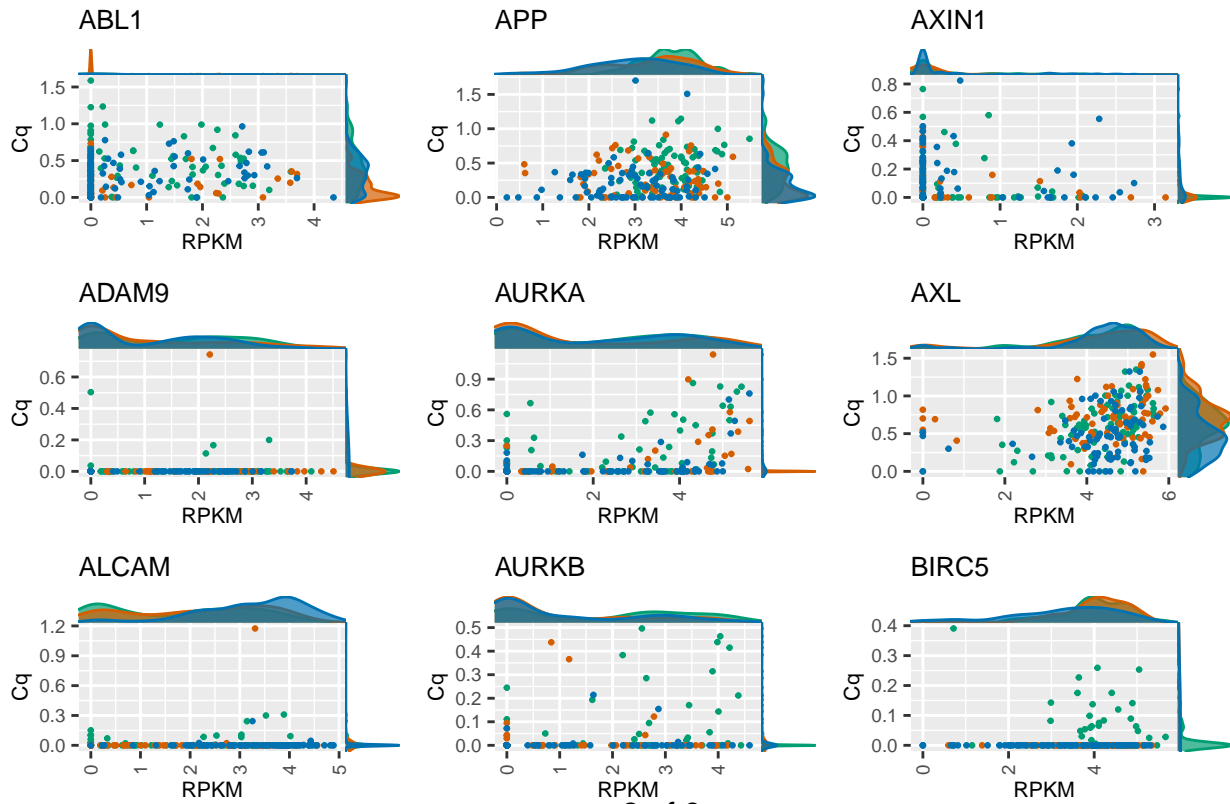 ABL1 APP AXIN1
Cq 1.5 1.0 0.5 0.0
0 1 2 3 4
RPKM
Cq 1.5 1.0 0.5 0.0
0 1 2 3 4 5
RPKM
Cq 0.8 0.6 0.4 0.2 0.0
0 1 2 3
RPKM
ADAM9 AURKA AXL
Cq 0.6 0.4 0.2 0.0
0 1 2 3 4
RPKM
Cq 0.9 0.6 0.3 0.0
0 2 4
RPKM
Cq 1.5 1.0 0.5 0.0
0 2 4 6
RPKM
ALCAM AURKB BIRC5
Cq 1.2 0.9 0.6 0.3 0.0
0 1 2 3 4 5
RPKM
Cq 0.5 0.4 0.3 0.2 0.1 0.0
0 2 4
RPKM
Cq 0.4 0.3 0.2 0.1 0.0
0 2 4
RPKM